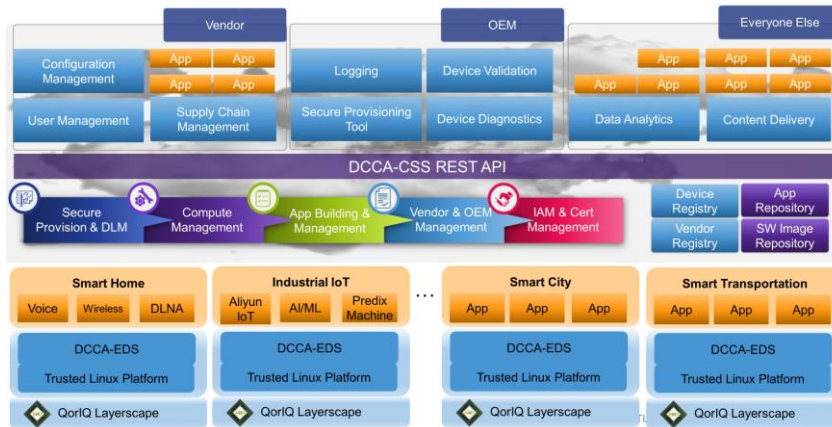 Vendor
OEM
Everyone Else
Configuration
Management
App App
App App
User Management
Supply Chain
Management
Logging
Device Validation
Secure Provisioning
Tool
Device Diagnostics
App App App
App App App App
Data Analytics
Content Delivery
DCCA-CSS REST API
Secure
Provision & DLM
Compute
Management
App Building &
Management
Vendor & OEM
Management
IAM & Cert
Management
Device
Registry
App
Repository
Vendor
Registry
SW Image
Repository
Smart Home
Voice Wireless DLNA
DCCA-EDS
Trusted Linux Platform
QorIQ Layerscape
Industrial IoT
Aliyun
IoT
AI/ML
Predix
Machine
DCCA-EDS
Trusted Linux Platform
QorIQ Layerscape
...
Smart City
App App App
DCCA-EDS
Trusted Linux Platform
QorIQ Layerscape
Smart Transportation
App App App
DCCA-EDS
Trusted Linux Platform
QorIQ Layerscape